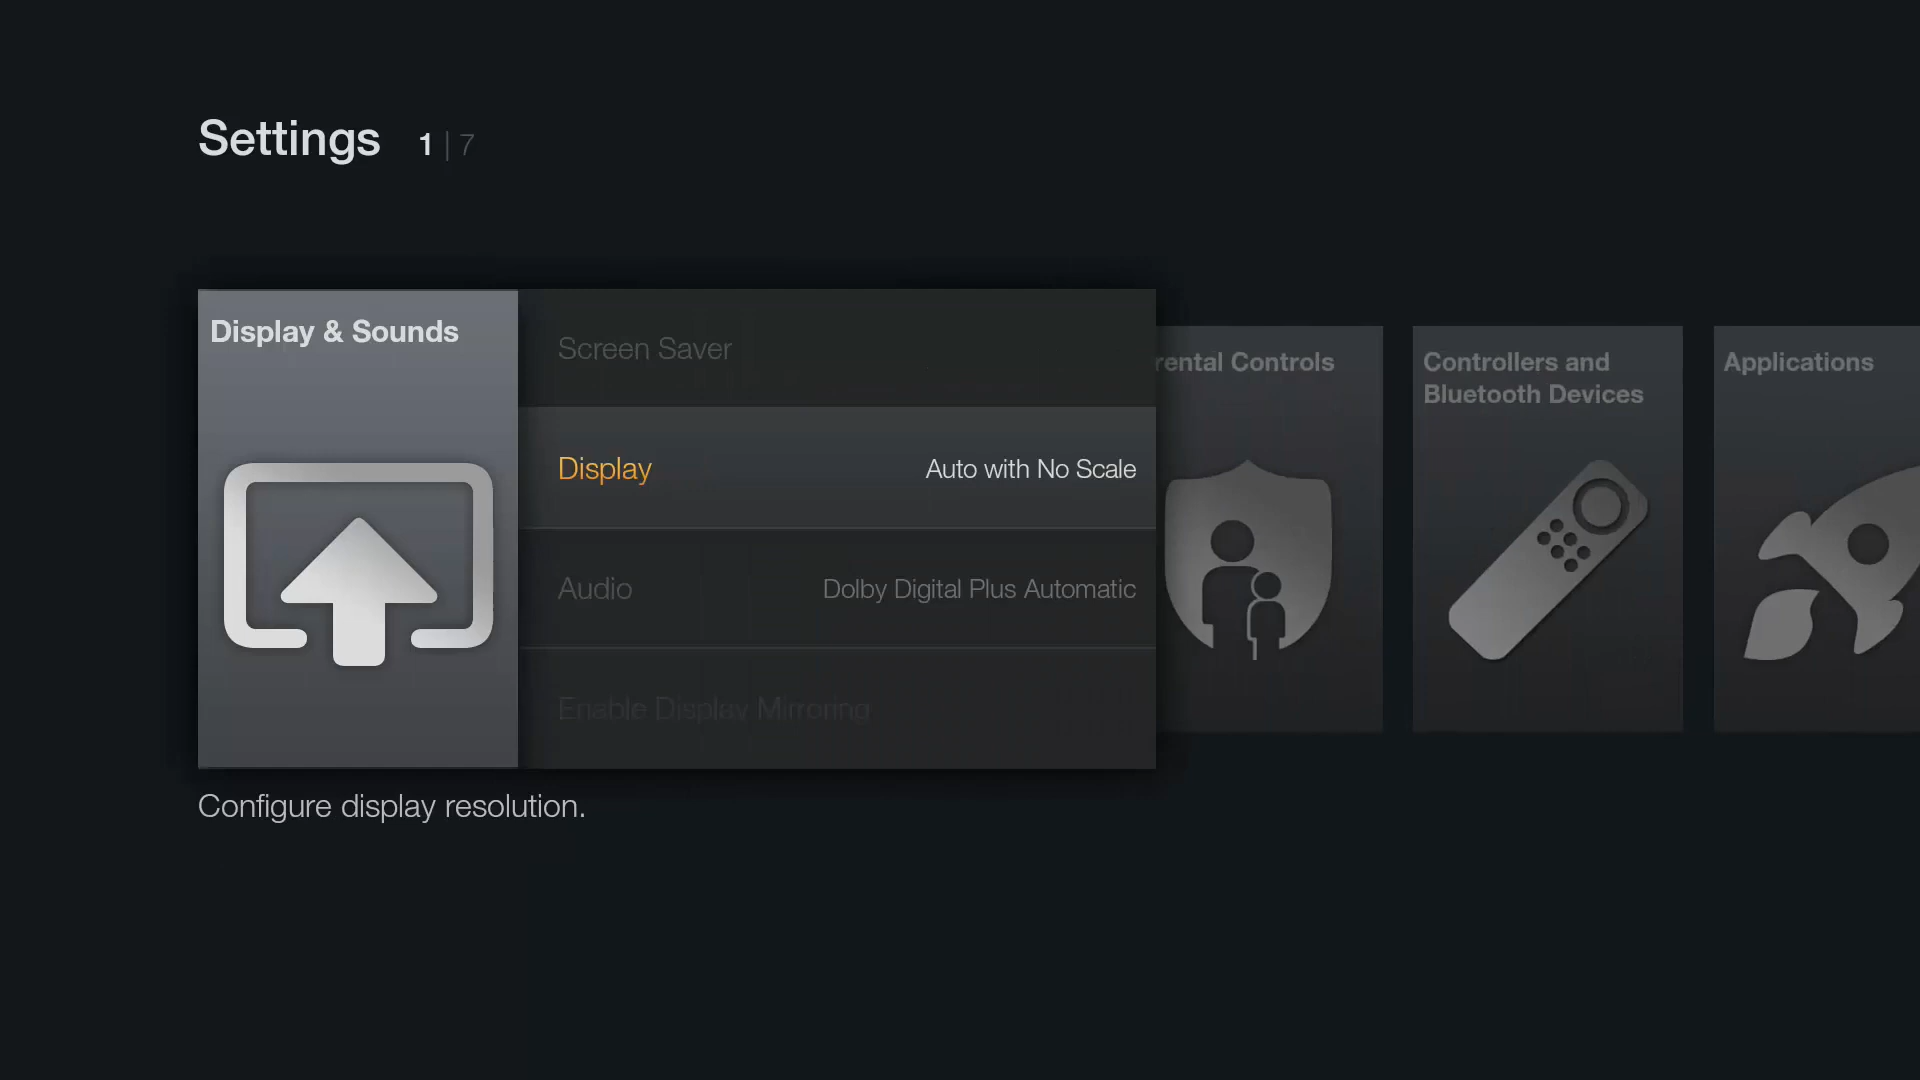 Settings 1 | 7
Display & Sounds
Screen Saver
Display Auto with No Scale
Audio Dolby Digital Plus Automatic
Enable Display Mirroring
rental Controls
Controllers and
Bluetooth Devices
Applications
Configure display resolution.